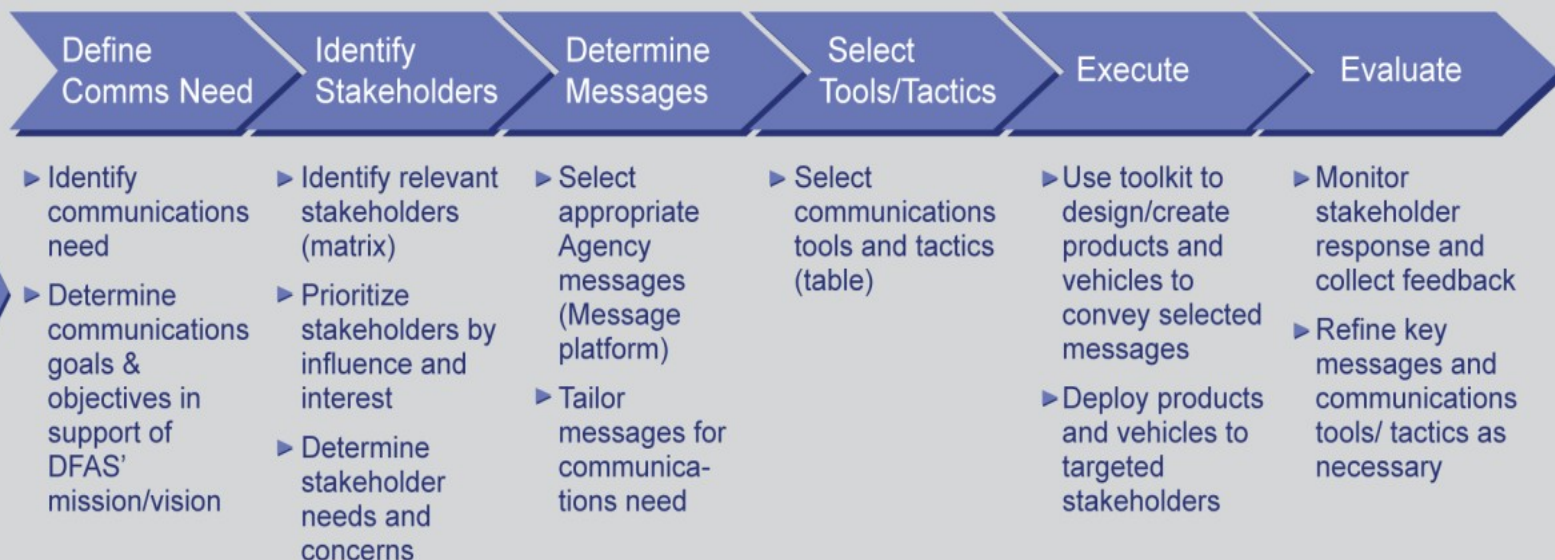 Define
Comms Need
Identify
Stakeholders
Determine
Messages
Select
Tools/Tactics
Execute
Evaluate
Identify
communications
need
Determine
communications
goals &
objectives in
support of
DFAS’
mission/vision
Identify relevant
stakeholders
(matrix)
Prioritize
stakeholders by
influence and
interest
Determine
stakeholder
needs and
concerns
Select
appropriate
Agency
messages
(Message
platform)
Tailor
messages for
communica-
tions need
Select
communications
tools and tactics
(table)
Use toolkit to
design/create
products and
vehicles to
convey selected
messages
Deploy products
and vehicles to
targeted
stakeholders
Monitor
stakeholder
response and
collect feedback
Refine key
messages and
communications
tools/ tactics as
necessary